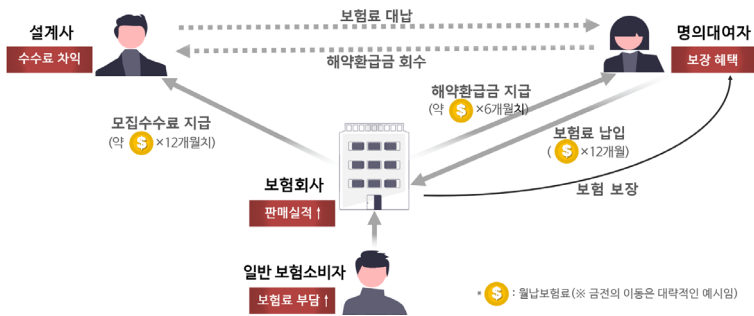 보험료 대납
설계사
명의대여자
수수료 차익
보장 혜택
해약환급금 회수
해약환급금 지급
(약 $ ×6개월치)
모집수수료 지급
(약 $ ×12개월치)
보험료 납입
( $ ×12개월)
보험회사
판매실적↑
보험 보장
일반 보험소비자
보험료 부담↑
* $ : 월납보험료(※ 금전의 이동은 대략적인 예시임)